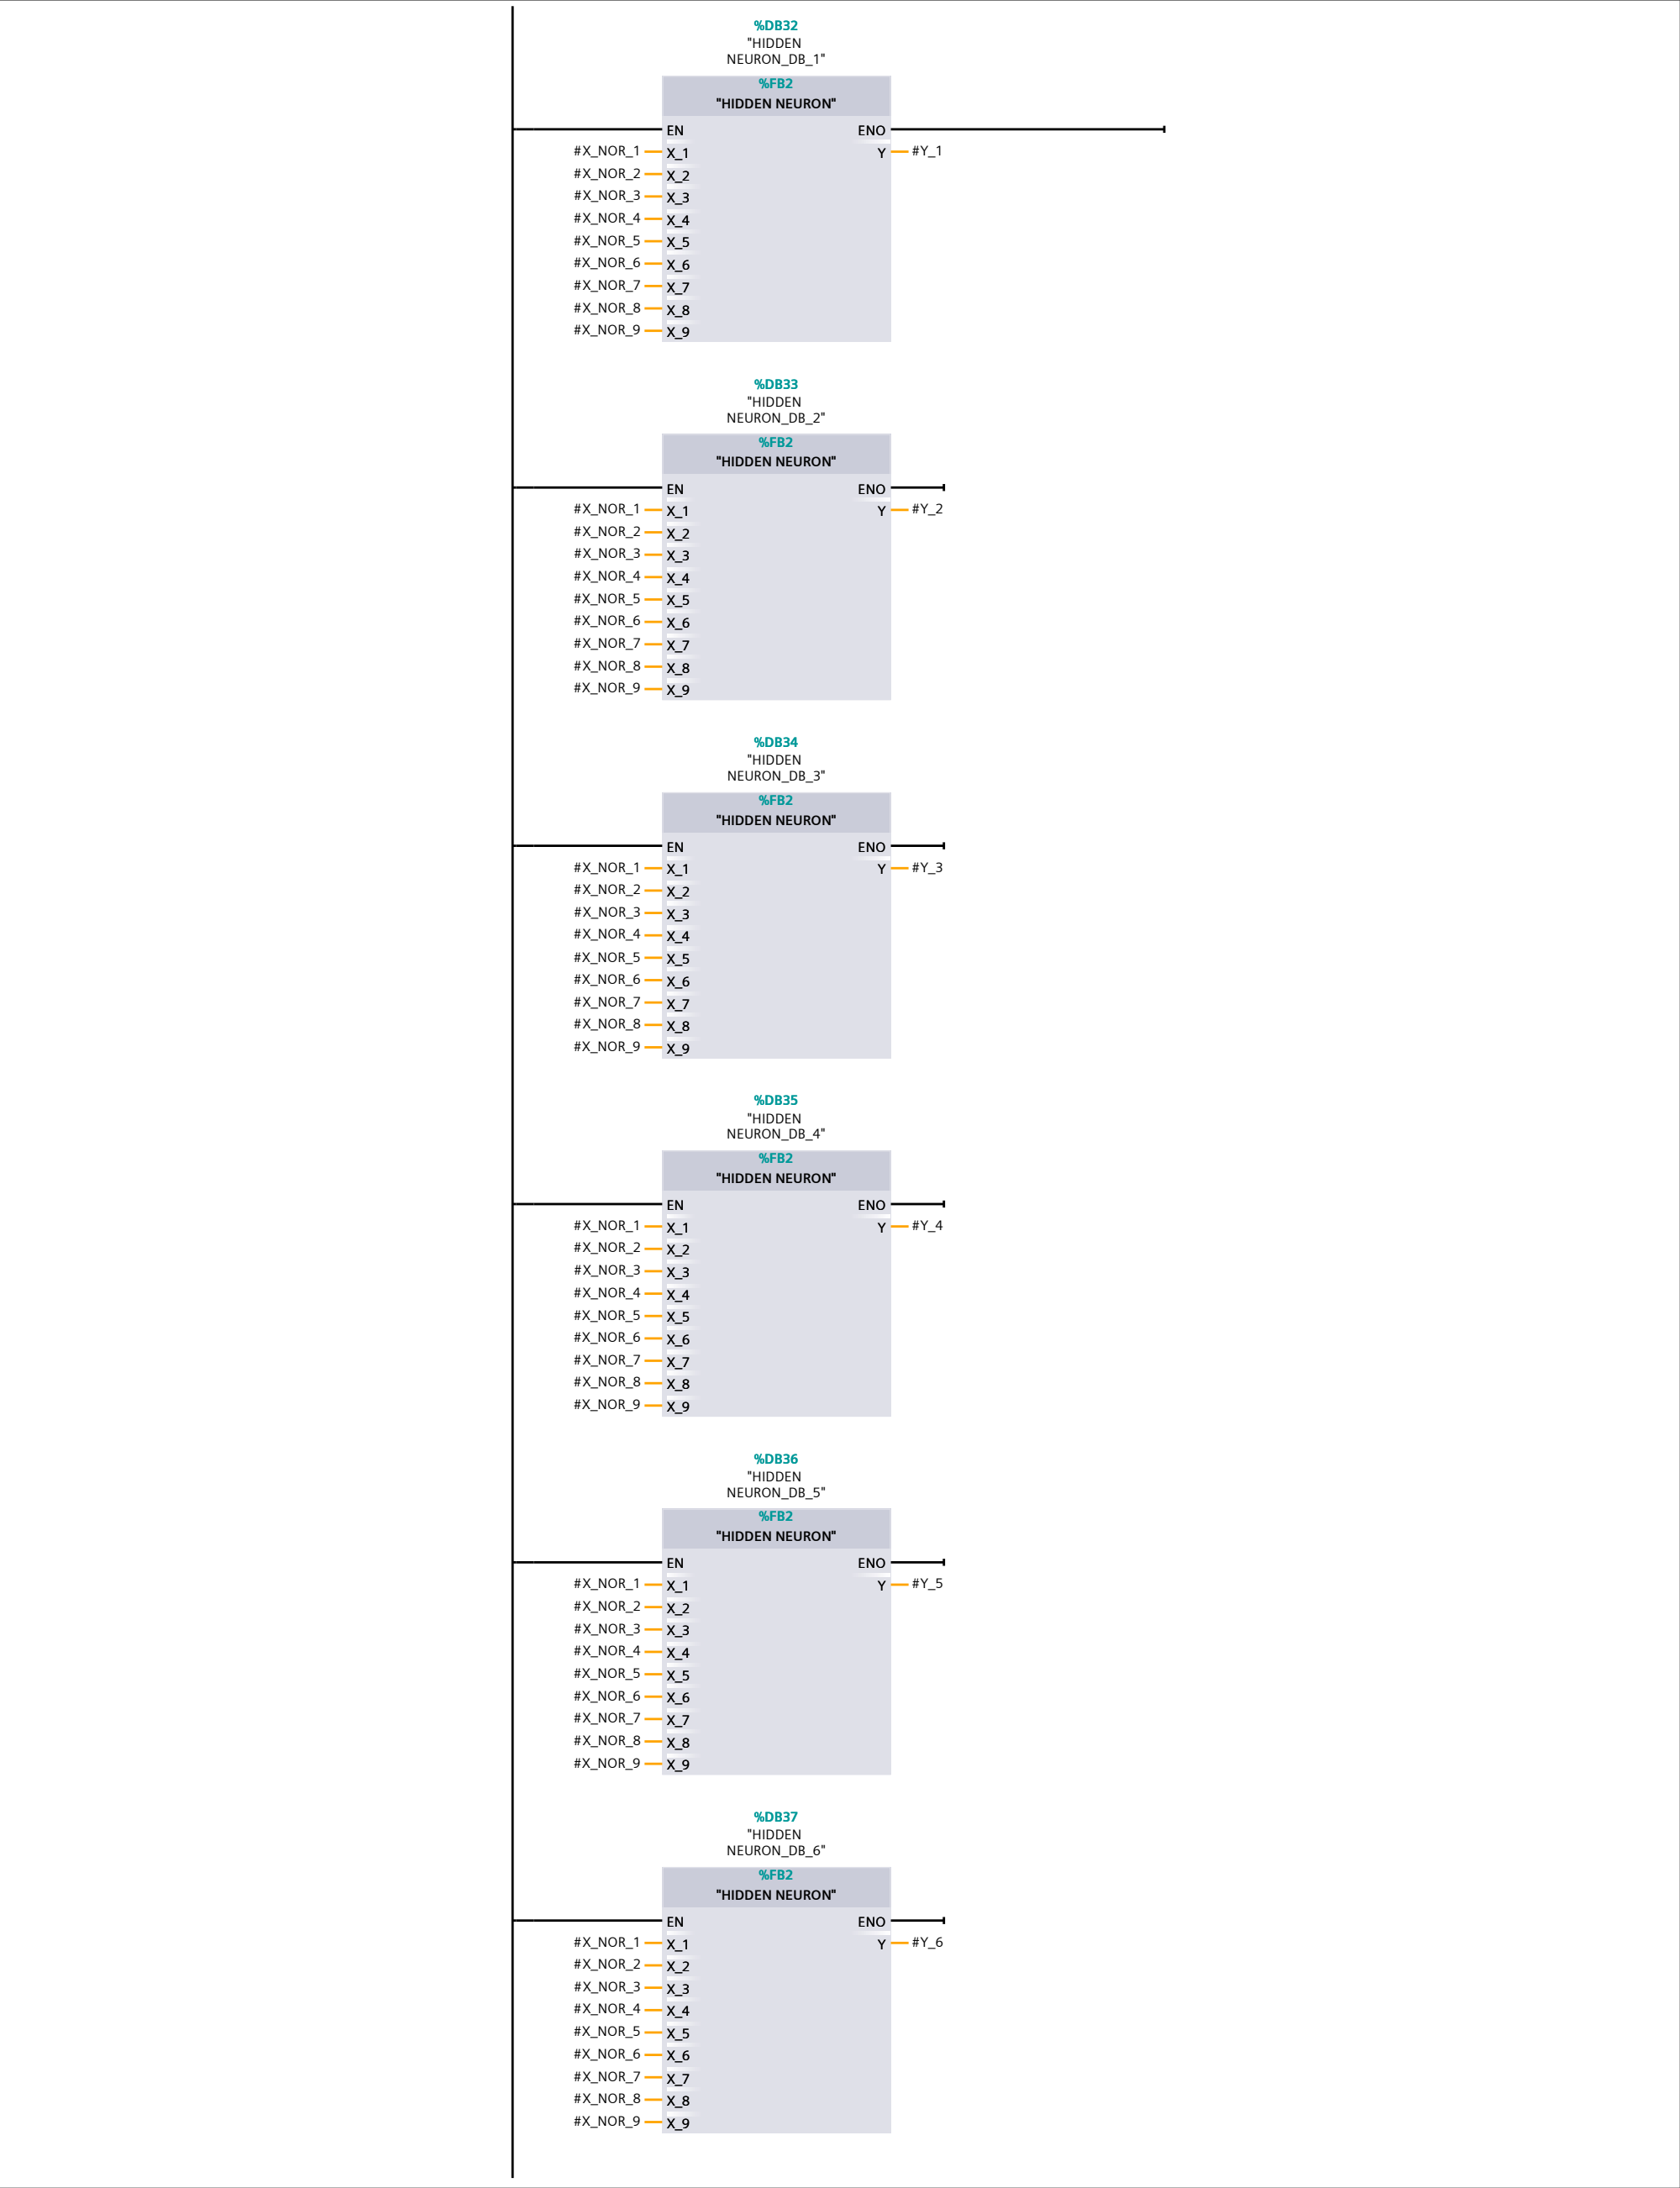 %DB32
"HIDDEN
NEURON_DB_1"
%FB2
"HIDDEN NEURON"
EN ENO
#X_NOR_1 X_1 Y #Y_1
#X_NOR_2 X_2
#X_NOR_3 X_3
#X_NOR_4 X_4
#X_NOR_5 X_5
#X_NOR_6 X_6
#X_NOR_7 X_7
#X_NOR_8 X_8
#X_NOR_9 X_9
%DB33
"HIDDEN
NEURON_DB_2"
%FB2
"HIDDEN NEURON"
EN ENO
#X_NOR_1 X_1 Y #Y_2
#X_NOR_2 X_2
#X_NOR_3 X_3
#X_NOR_4 X_4
#X_NOR_5 X_5
#X_NOR_6 X_6
#X_NOR_7 X_7
#X_NOR_8 X_8
#X_NOR_9 X_9
%DB34
"HIDDEN
NEURON_DB_3"
%FB2
"HIDDEN NEURON"
EN ENO
#X_NOR_1 X_1 Y #Y_3
#X_NOR_2 X_2
#X_NOR_3 X_3
#X_NOR_4 X_4
#X_NOR_5 X_5
#X_NOR_6 X_6
#X_NOR_7 X_7
#X_NOR_8 X_8
#X_NOR_9 X_9
%DB35
"HIDDEN
NEURON_DB_4"
%FB2
"HIDDEN NEURON"
EN ENO
#X_NOR_1 X_1 Y #Y_4
#X_NOR_2 X_2
#X_NOR_3 X_3
#X_NOR_4 X_4
#X_NOR_5 X_5
#X_NOR_6 X_6
#X_NOR_7 X_7
#X_NOR_8 X_8
#X_NOR_9 X_9
%DB36
"HIDDEN
NEURON_DB_5"
%FB2
"HIDDEN NEURON"
EN ENO
#X_NOR_1 X_1 Y #Y_5
#X_NOR_2 X_2
#X_NOR_3 X_3
#X_NOR_4 X_4
#X_NOR_5 X_5
#X_NOR_6 X_6
#X_NOR_7 X_7
#X_NOR_8 X_8
#X_NOR_9 X_9
%DB37
"HIDDEN
NEURON_DB_6"
%FB2
"HIDDEN NEURON"
EN ENO
#X_NOR_1 X_1 Y #Y_6
#X_NOR_2 X_2
#X_NOR_3 X_3
#X_NOR_4 X_4
#X_NOR_5 X_5
#X_NOR_6 X_6
#X_NOR_7 X_7
#X_NOR_8 X_8
#X_NOR_9 X_9